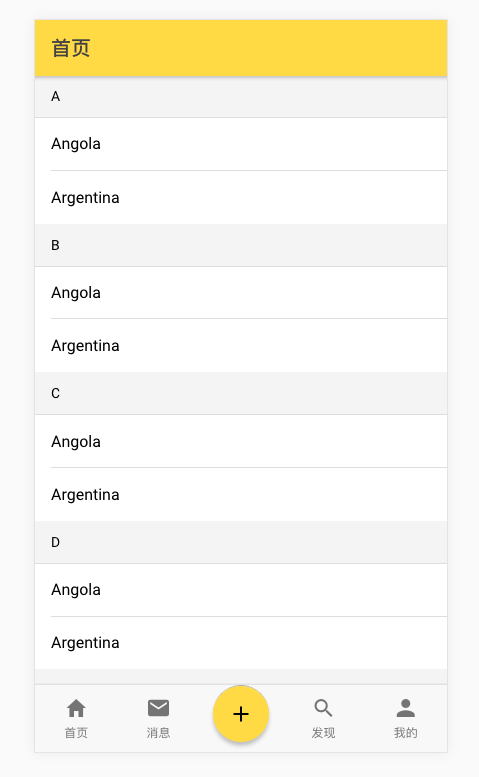 首页
A
Angola
Argentina
B
Angola
Argentina
C
Angola
Argentina
D
Angola
Argentina
首页 消息 发现 我的